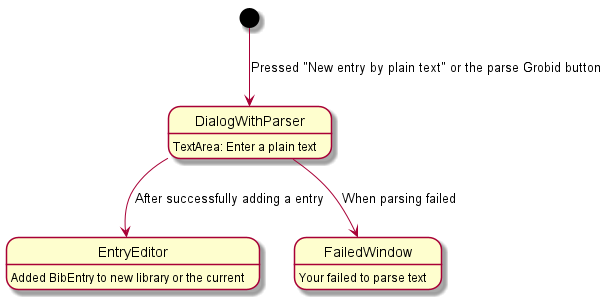 Pressed "New entry by plain text" or the parse Grobid button
DialogWithParser
TextArea: Enter a plain text
After successfully adding a entry
When parsing failed
EntryEditor
Added BibEntry to new library or the current
FailedWindow
Your failed to parse text